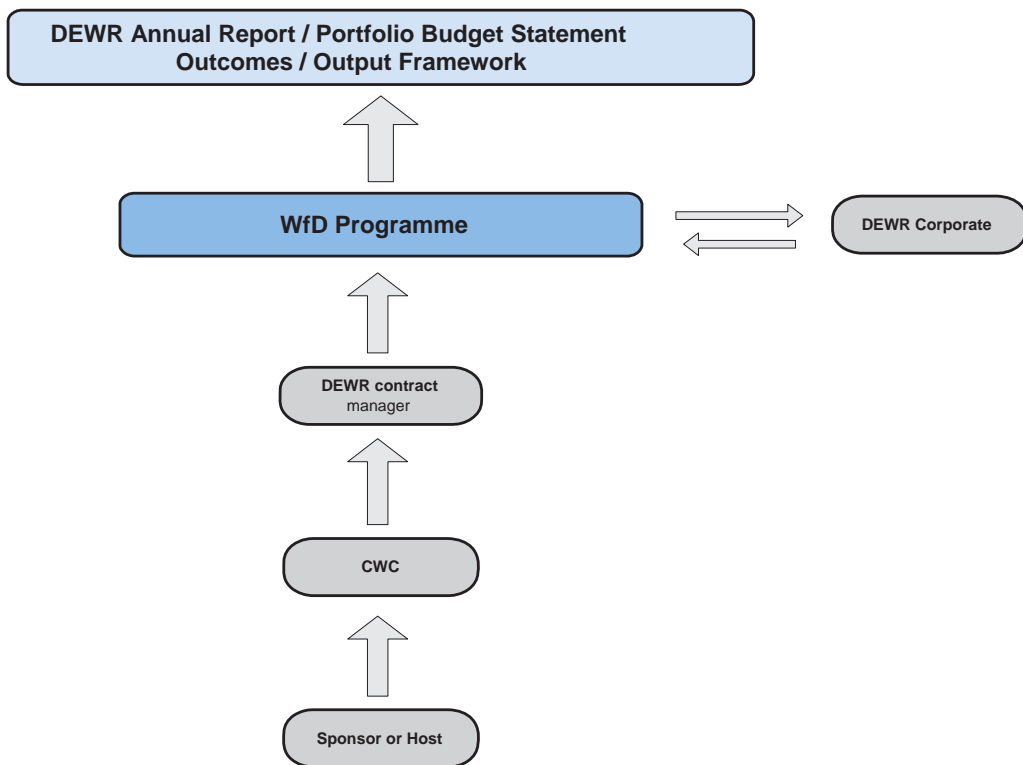 DEWR Annual Report / Portfolio Budget Statement
Outcomes / Output Framework
WfD Programme
DEWR Corporate
DEWR contract
manager
CWC
Sponsor or Host